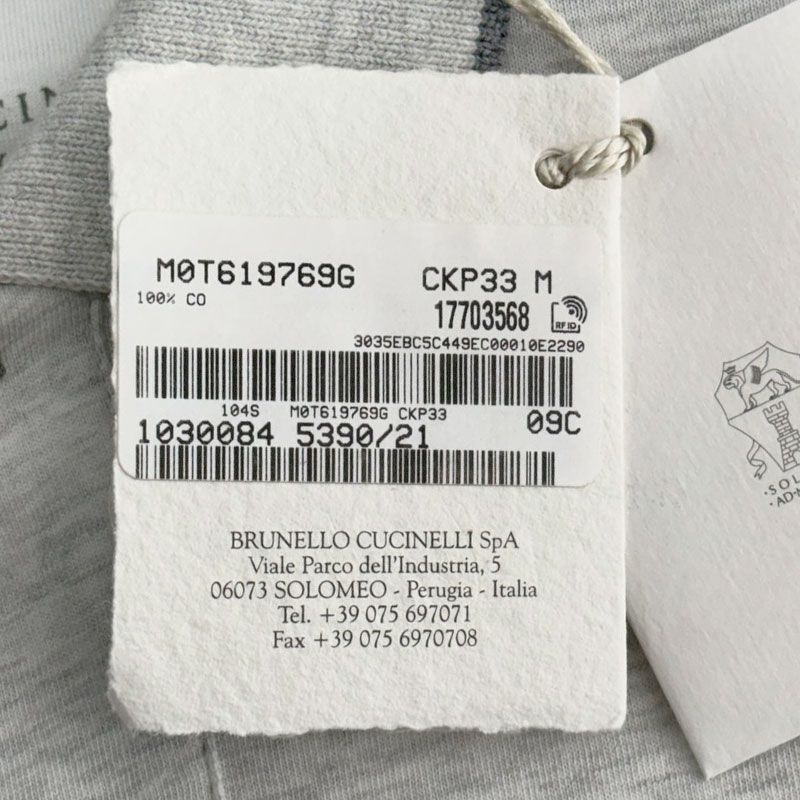 M0T619769G CKP33 M
100% CO
17703568
RFID
3035EBC5C449EC00010E2290
104S M0T619769G CKP33
09C
1030084 5390/21
BRUNELLO CUCINELLI SpA
Viale Parco dell'Industria, 5
06073 SOLOMEO - Perugia - Italia
Tel. +39 075 697071
Fax +39 075 6970708